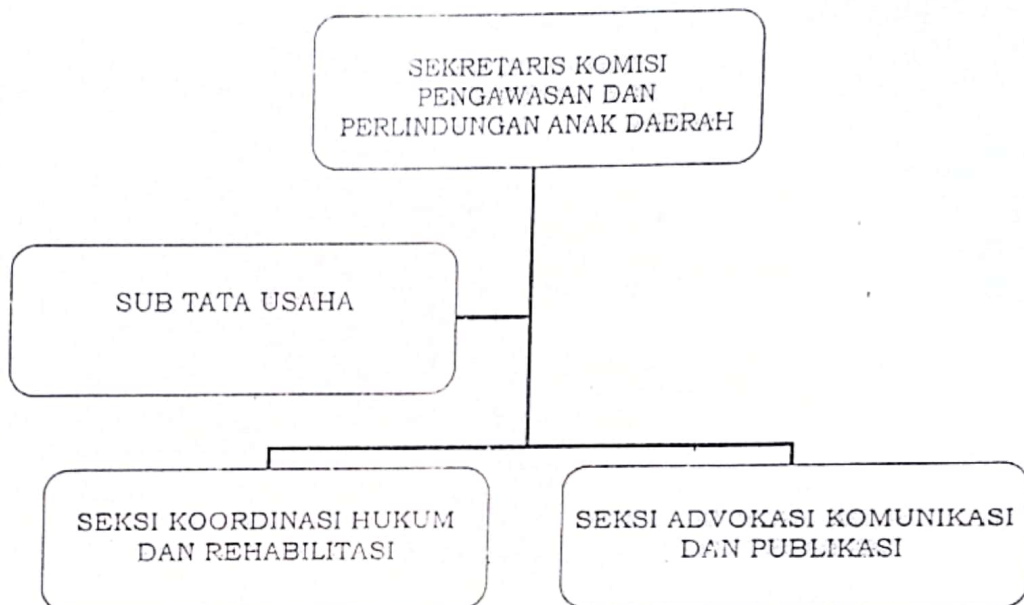 SEKRETARIS KOMISI
PENGAWASAN DAN
PERLINDUNGAN ANAK DAERAH
SUB TATA USAHA
SEKSI KOORDINASI HUKUM
DAN REHABILITASI
SEKSI ADVOKASI KOMUNIKASI
DAN PUBLIKASI